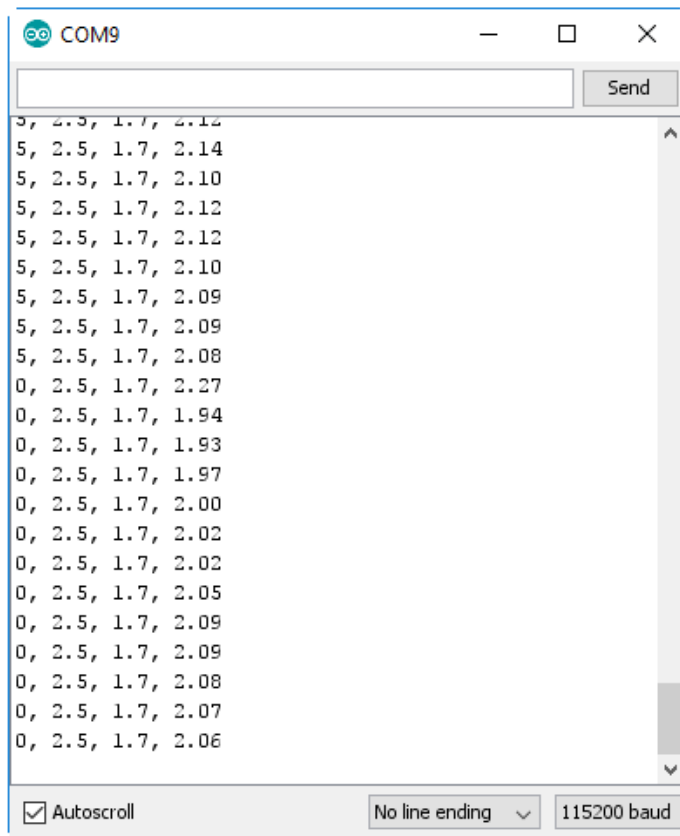 COM9
Send
5, 2.5, 1.7, 2.12
5, 2.5, 1.7, 2.14
5, 2.5, 1.7, 2.10
5, 2.5, 1.7, 2.12
5, 2.5, 1.7, 2.12
5, 2.5, 1.7, 2.10
5, 2.5, 1.7, 2.09
5, 2.5, 1.7, 2.09
5, 2.5, 1.7, 2.08
0, 2.5, 1.7, 2.27
0, 2.5, 1.7, 1.94
0, 2.5, 1.7, 1.93
0, 2.5, 1.7, 1.97
0, 2.5, 1.7, 2.00
0, 2.5, 1.7, 2.02
0, 2.5, 1.7, 2.02
0, 2.5, 1.7, 2.05
0, 2.5, 1.7, 2.09
0, 2.5, 1.7, 2.09
0, 2.5, 1.7, 2.08
0, 2.5, 1.7, 2.07
0, 2.5, 1.7, 2.06
Autoscroll No line ending 115200 baud